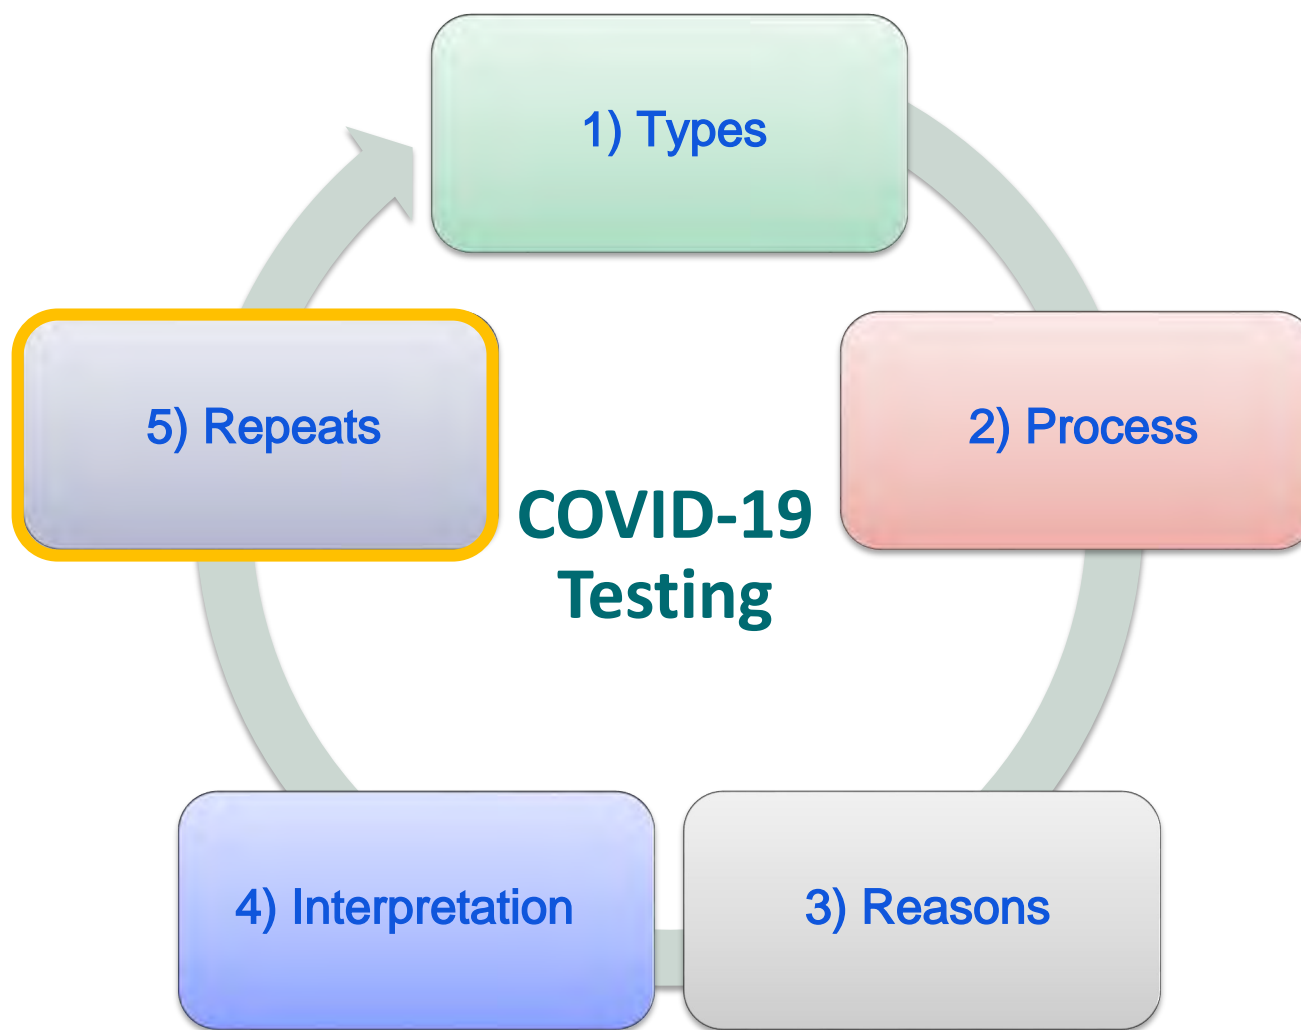 1) Types
2) Process
3) Reasons
4) Interpretation
5) Repeats
COVID-19
Testing